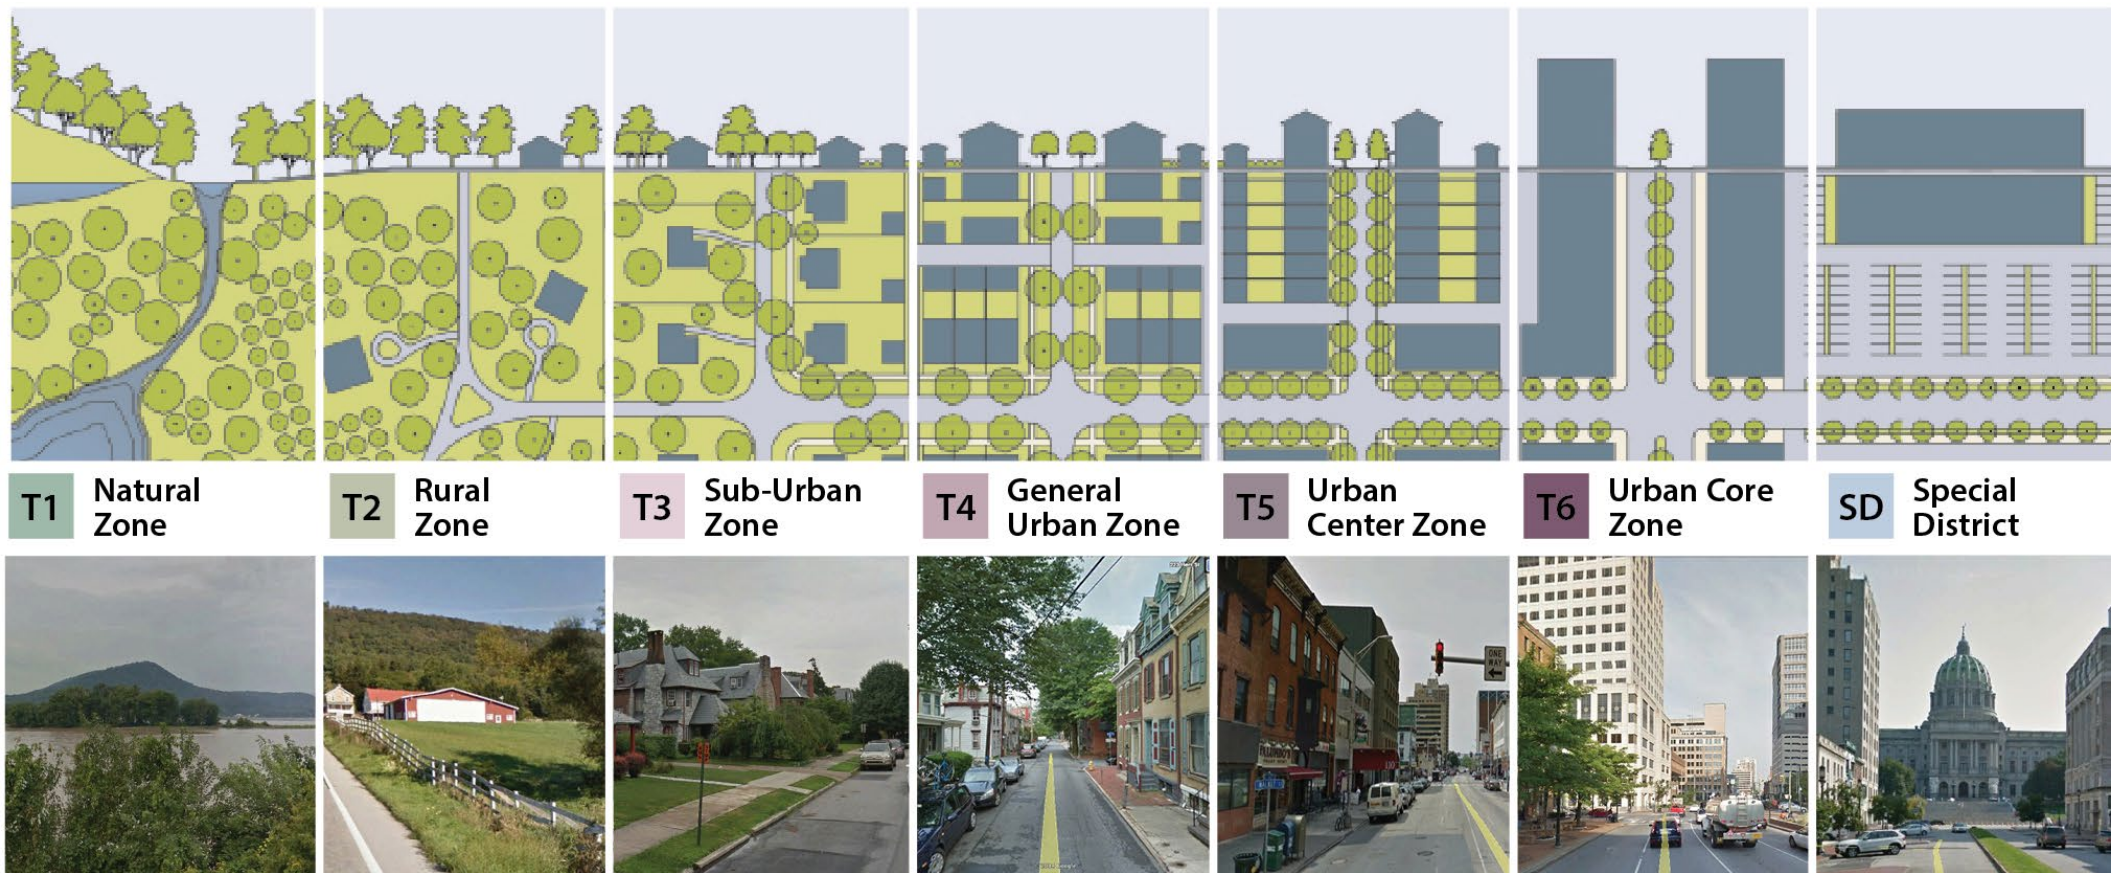 T1
Natural
Zone
T2
Rural
Zone
T3
Sub-Urban
Zone
T4
General
Urban Zone
T5
Urban
Center Zone
T6
Urban Core
Zone
SD
Special
District
ONE
WAY